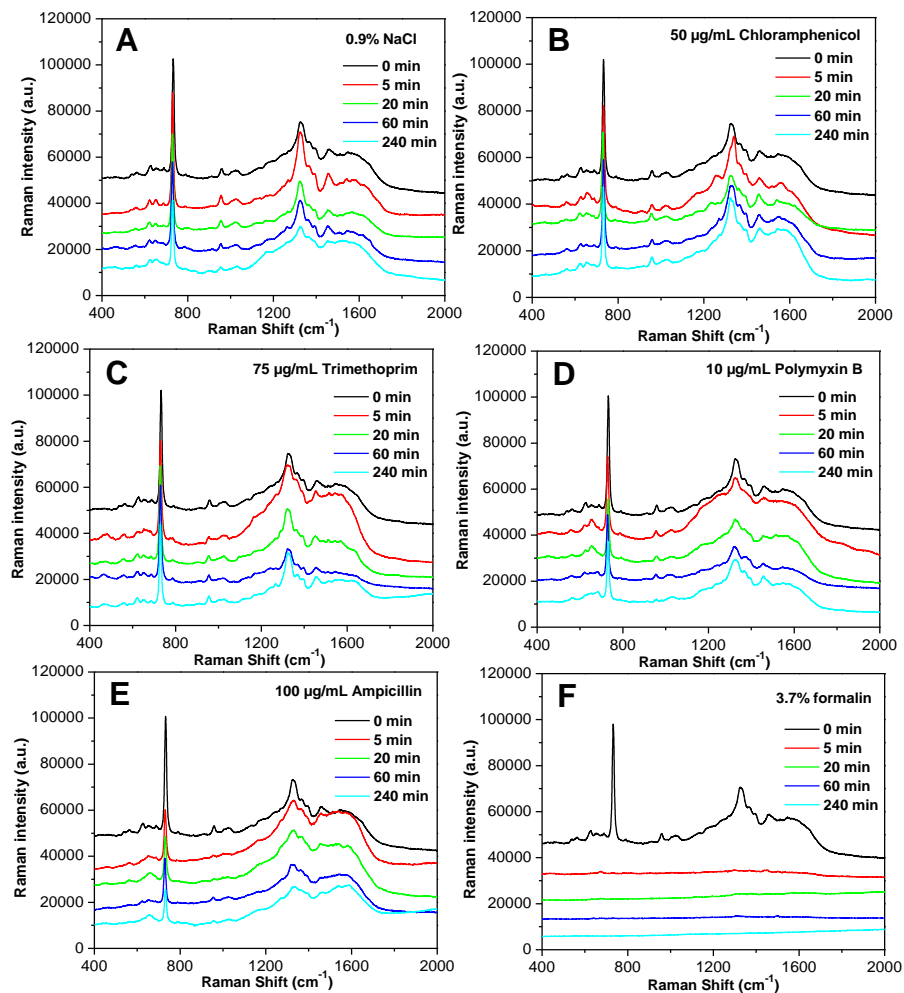 A
0.9% NaCl
0 min
5 min
20 min
60 min
240 min
120000
100000
80000
60000
40000
20000
0
Raman intensity (a.u.)
400 800 1200 1600 2000
Raman Shift (cm⁻¹)
B
50 µg/mL Chloramphenicol
0 min
5 min
20 min
60 min
240 min
120000
100000
80000
60000
40000
20000
0
Raman intensity (a.u.)
400 800 1200 1600 2000
Raman Shift (cm⁻¹)
C
75 µg/mL Trimethoprim
0 min
5 min
20 min
60 min
240 min
120000
100000
80000
60000
40000
20000
0
Raman intensity (a.u.)
400 800 1200 1600 2000
Raman Shift (cm⁻¹)
D
10 µg/mL Polymyxin B
0 min
5 min
20 min
60 min
240 min
120000
100000
80000
60000
40000
20000
0
Raman intensity (a.u.)
400 800 1200 1600 2000
Raman Shift (cm⁻¹)
E
100 µg/mL Ampicillin
0 min
5 min
20 min
60 min
240 min
120000
100000
80000
60000
40000
20000
0
Raman intensity (a.u.)
400 800 1200 1600 2000
Raman Shift (cm⁻¹)
F
3.7% formalin
0 min
5 min
20 min
60 min
240 min
120000
100000
80000
60000
40000
20000
0
Raman intensity (a.u.)
400 800 1200 1600 2000
Raman Shift (cm⁻¹)